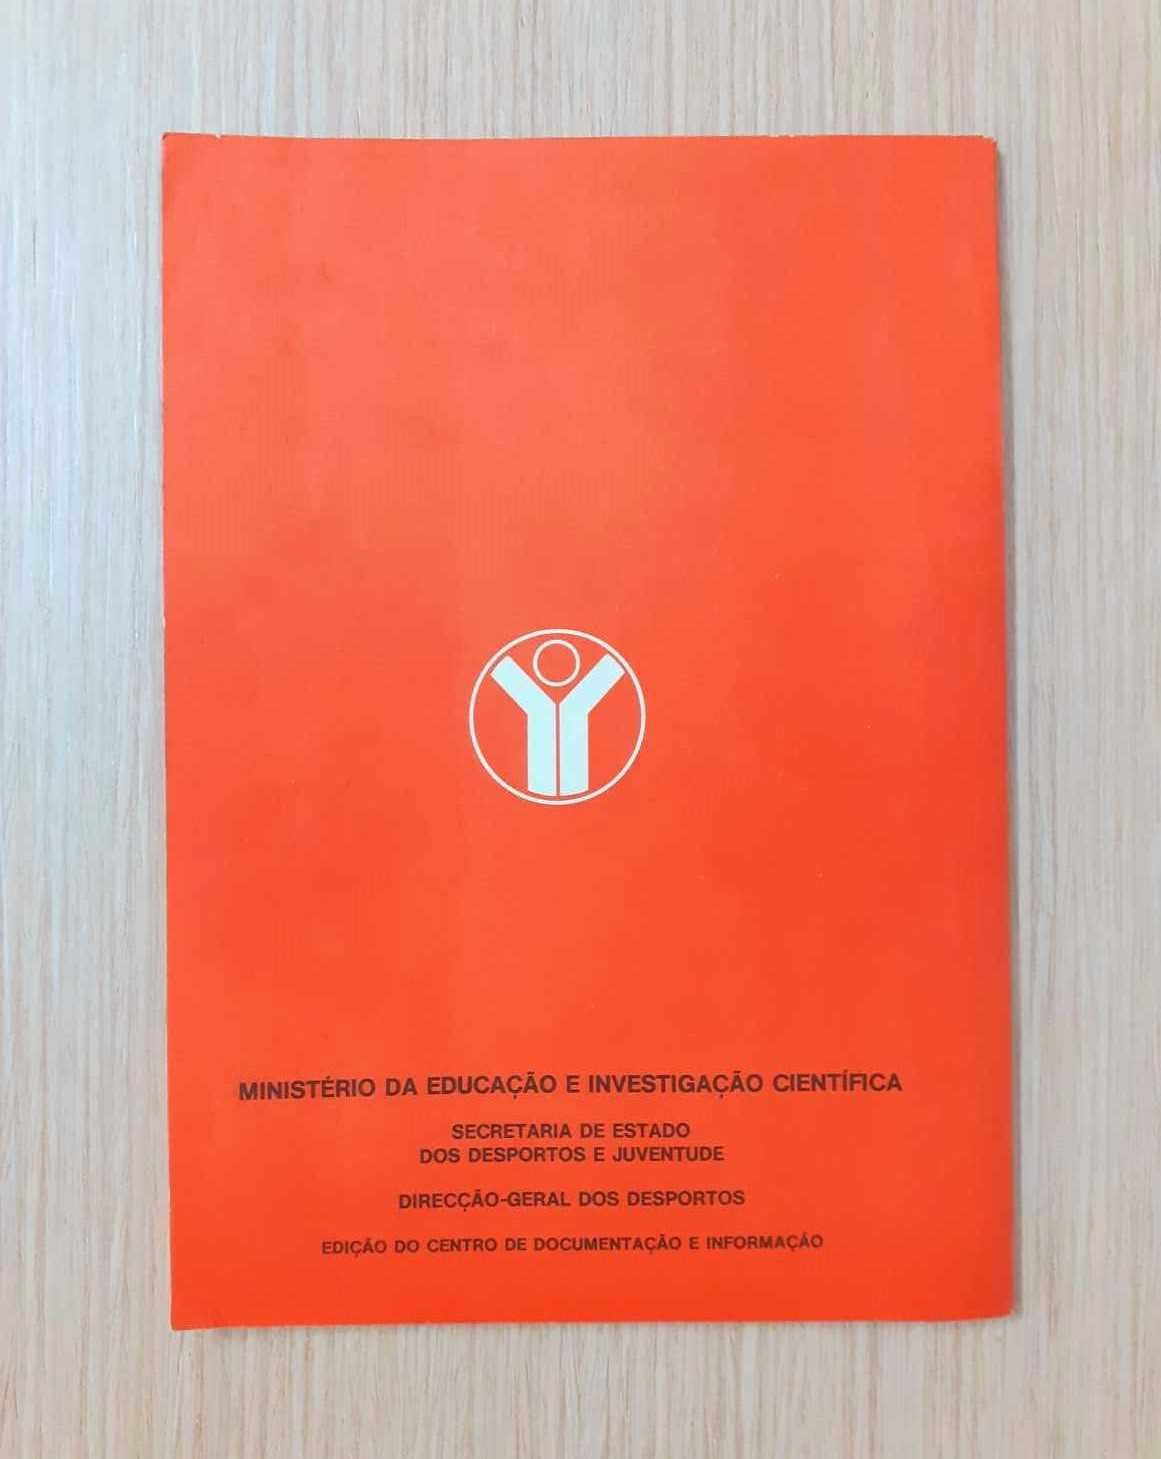 MINISTÉRIO DA EDUCAÇÃO E INVESTIGAÇÃO CIENTÍFICA
SECRETARIA DE ESTADO
DOS DESPORTOS E JUVENTUDE
DIRECÇÃO-GERAL DOS DESPORTOS
EDIÇÃO DO CENTRO DE DOCUMENTAÇÃO E INFORMAÇÃO